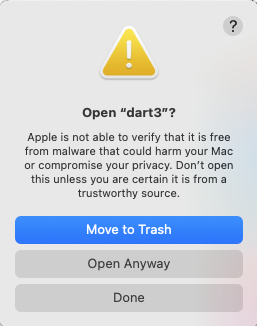 ?
Open “dart3”?
Apple is not able to verify that it is free
from malware that could harm your Mac
or compromise your privacy. Don’t open
this unless you are certain it is from a
trustworthy source.
Move to Trash
Open Anyway
Done